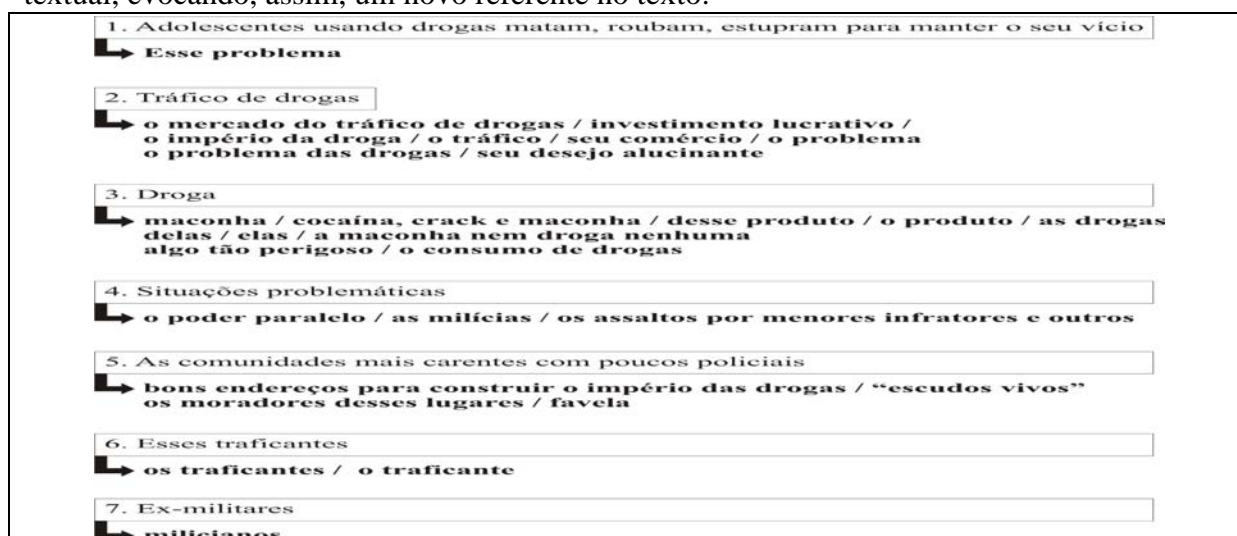 textual, evocando, assim, um novo referente no texto.
1. Adolescentes usando drogas matam, roubam, estupram para manter o seu vício
Esse problema
2. Tráfico de drogas
o mercado do tráfico de drogas / investimento lucrativo /
o império da droga / o tráfico / seu comércio / o problema
o problema das drogas / seu desejo alucinante
3. Droga
maconha / cocaína, crack e maconha / desse produto / o produto / as drogas
delas / elas / a maconha nem droga nenhuma
algo tão perigoso / o consumo de drogas
4. Situações problemáticas
o poder paralelo / as milícias / os assaltos por menores infratores e outros
5. As comunidades mais carentes com poucos policiais
bons endereços para construir o império das drogas / “escudos vivos”
os moradores desses lugares / favela
6. Esses traficantes
os traficantes / o traficante
7. Ex-militares
milicianos